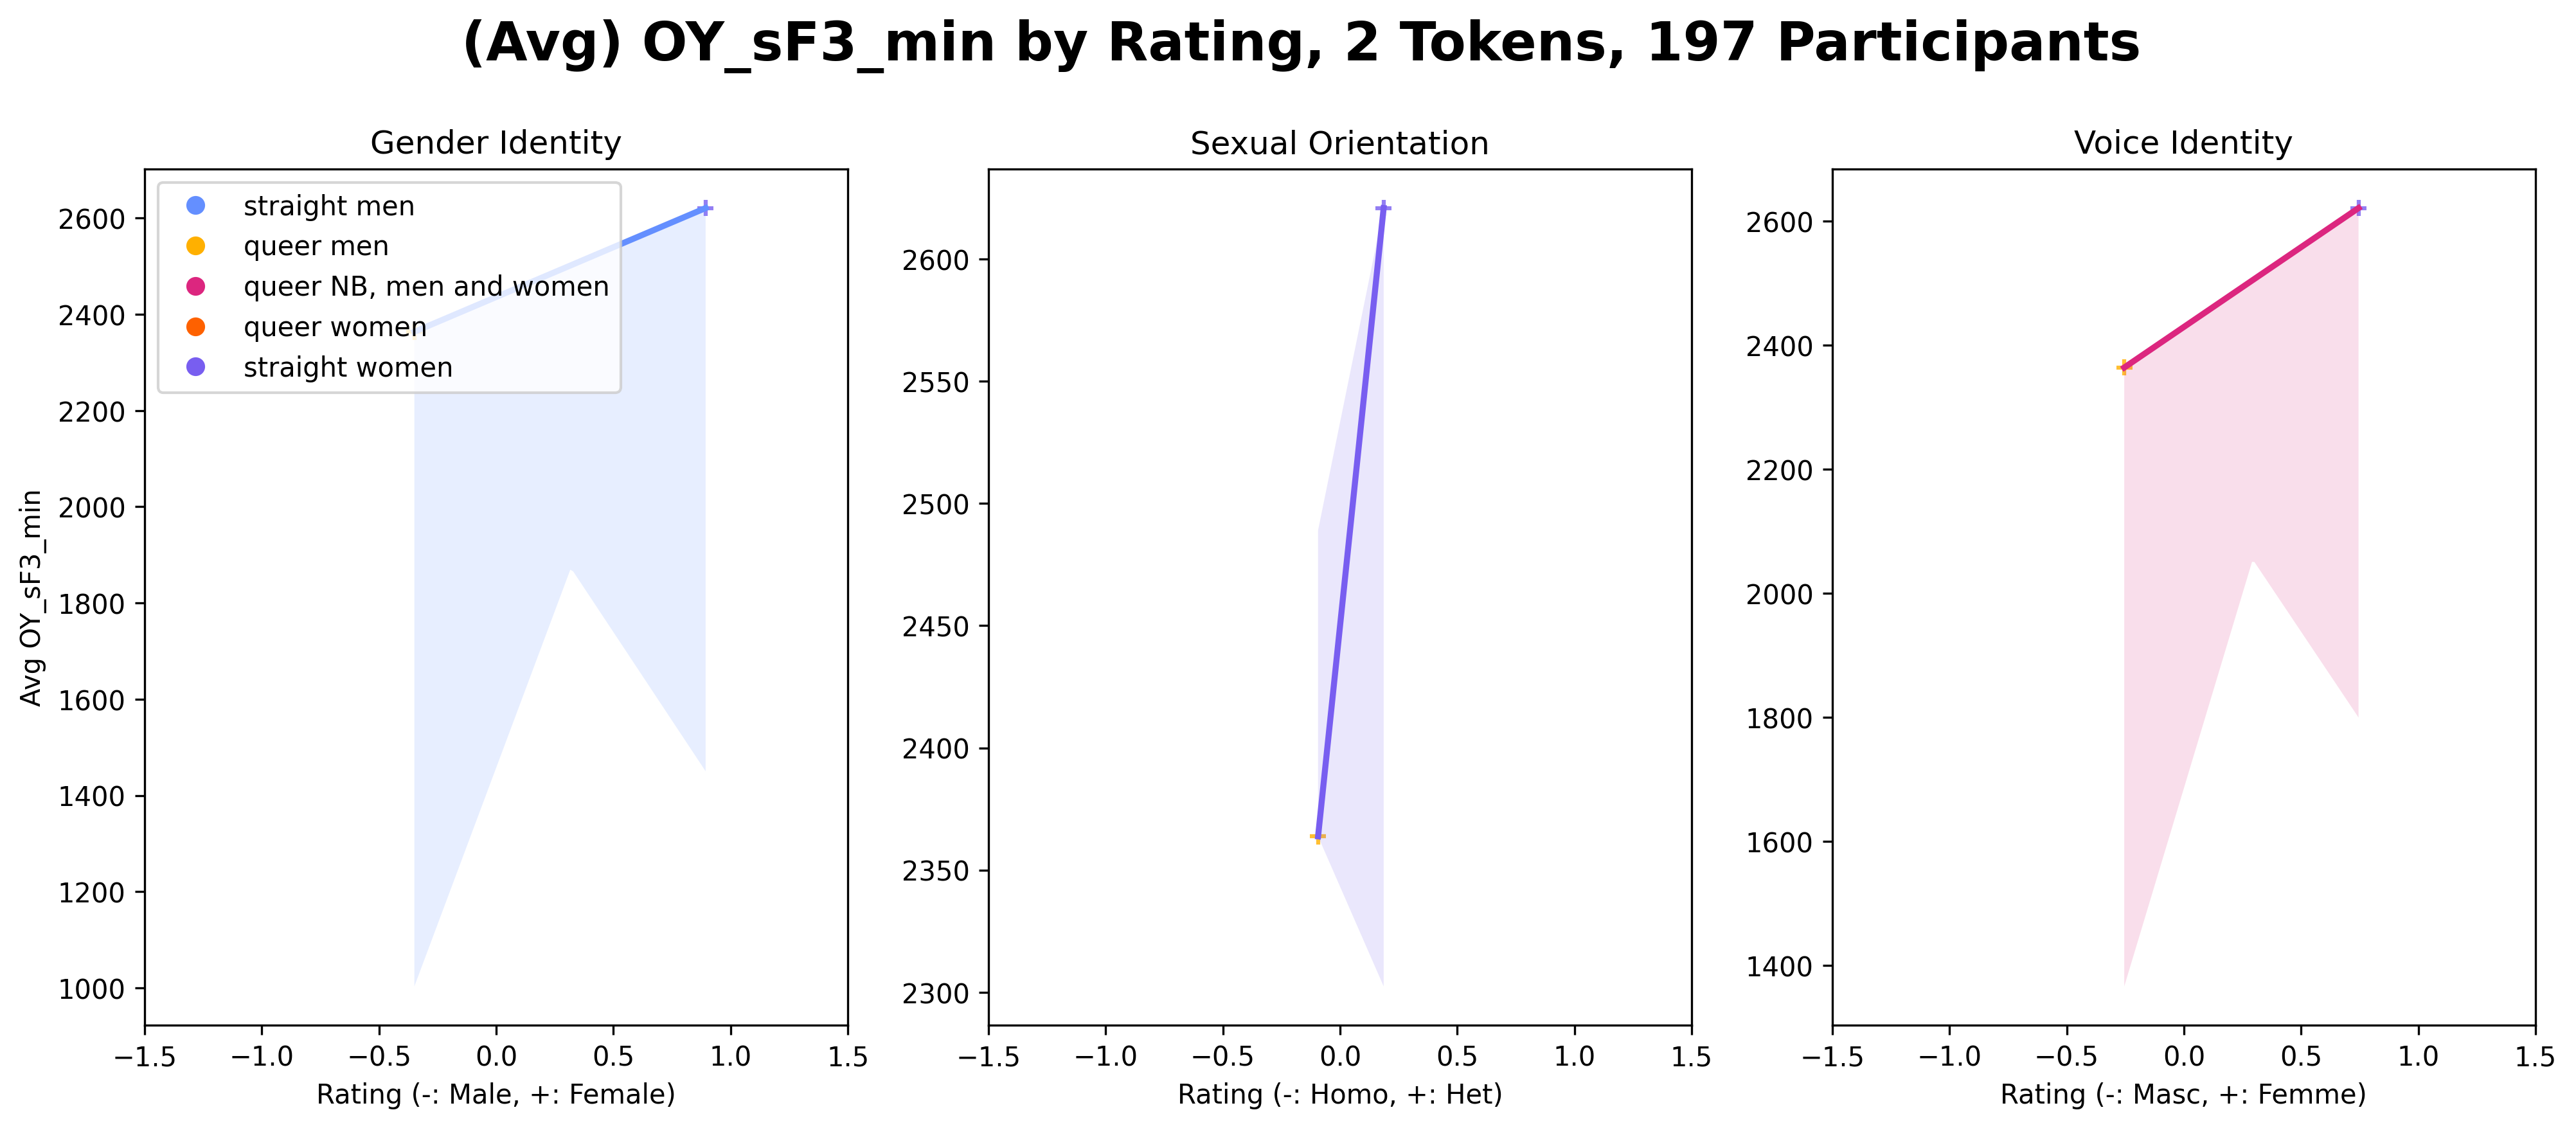 (Avg) OY_sF3_min by Rating, 2 Tokens, 197 Participants
Gender Identity
straight men
queer men
queer NB, men and women
queer women
straight women
2600
2400
2200
2000
1800
1600
1400
1200
1000
Avg OY_sF3_min
−1.5 −1.0 −0.5 0.0 0.5 1.0 1.5
Rating (-: Male, +: Female)
Sexual Orientation
2600
2550
2500
2450
2400
2350
2300
−1.5 −1.0 −0.5 0.0 0.5 1.0 1.5
Rating (-: Homo, +: Het)
Voice Identity
2600
2400
2200
2000
1800
1600
1400
−1.5 −1.0 −0.5 0.0 0.5 1.0 1.5
Rating (-: Masc, +: Femme)